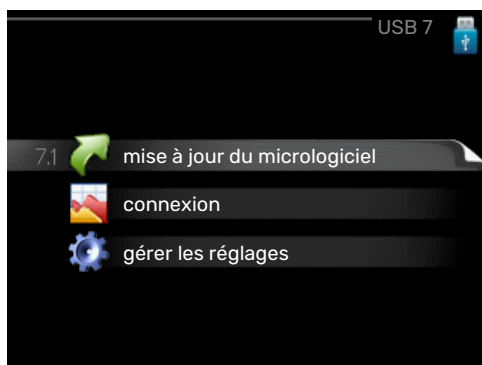 USB 7
7.1 mise à jour du micrologiciel
connexion
gérer les réglages